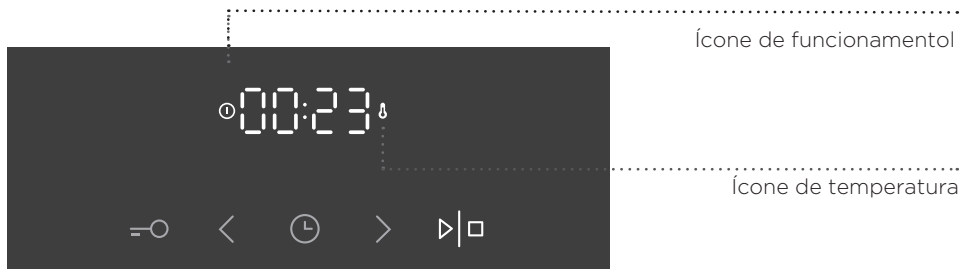 Ícone de funcionamentol
00:23
Ícone de temperatura